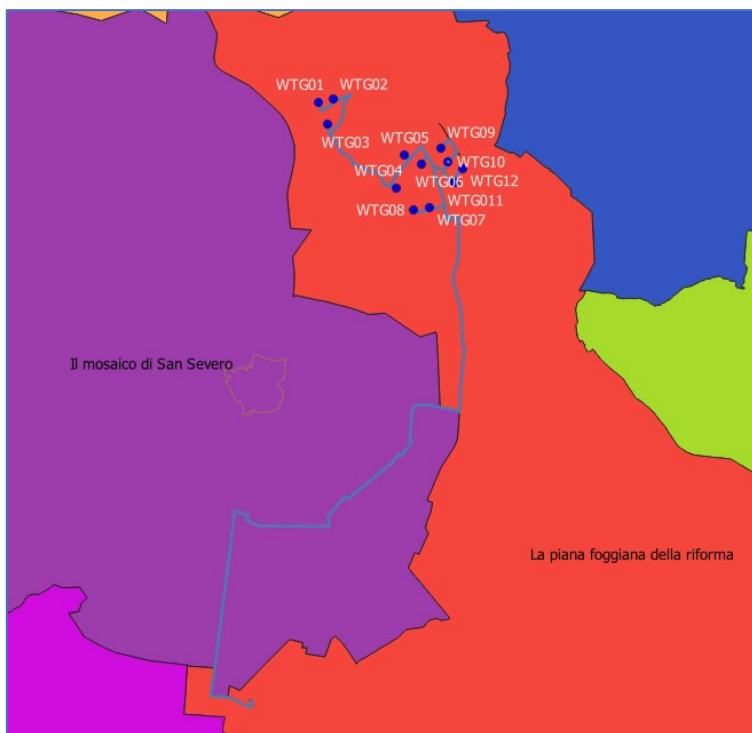 WTG01
WTG02
WTG03
WTG05
WTG09
WTG04
WTG10
WTG06
WTG12
WTG08
WTG011
WTG07
Il mosaico di San Severo
La piana foggiana della riforma